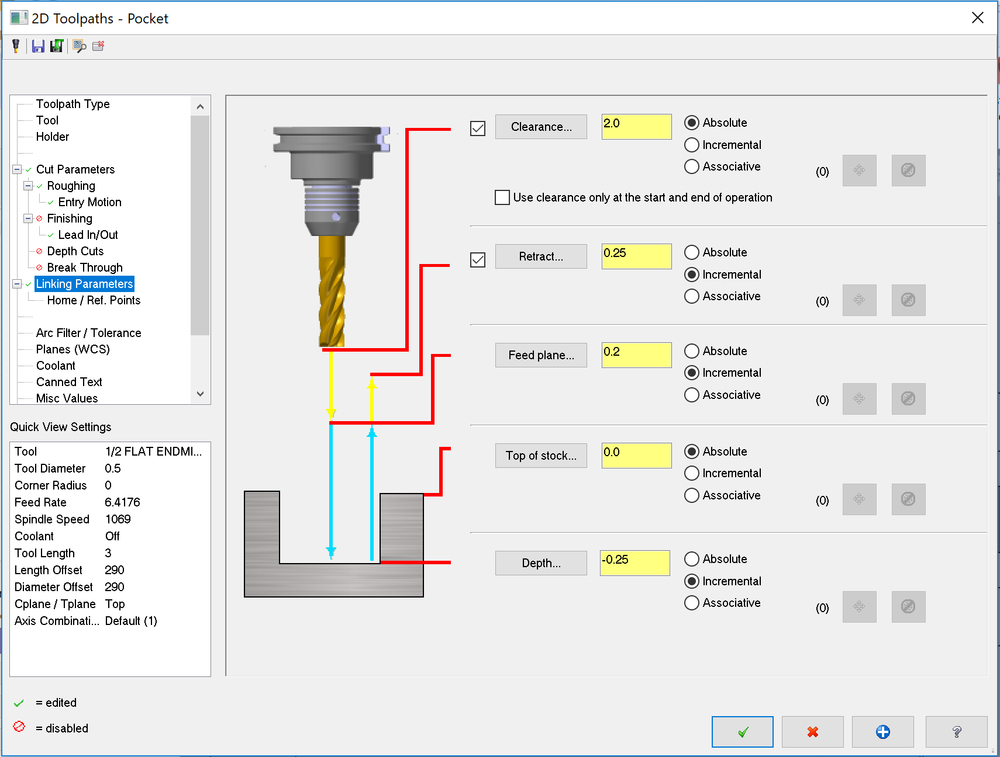 2D Toolpaths - Pocket
Toolpath Type
Tool
Holder
Cut Parameters
Roughing
Entry Motion
Finishing
Lead In/Out
Depth Cuts
Break Through
Linking Parameters
Home / Ref. Points
Arc Filter / Tolerance
Planes (WCS)
Coolant
Canned Text
Misc Values
Quick View Settings
Tool 1/2 FLAT ENDMI...
Tool Diameter 0.5
Corner Radius 0
Feed Rate 6.4176
Spindle Speed 1069
Coolant Off
Tool Length 3
Length Offset 290
Diameter Offset 290
Cplane / Tplane Top
Axis Combinati... Default (1)
= edited
= disabled
Clearance... 2.0 Absolute
Incremental
Associative (0)
Use clearance only at the start and end of operation
Retract... 0.25 Absolute
Incremental
Associative (0)
Feed plane... 0.2 Absolute
Incremental
Associative (0)
Top of stock... 0.0 Absolute
Incremental
Associative (0)
Depth... -0.25 Absolute
Incremental
Associative (0)
?